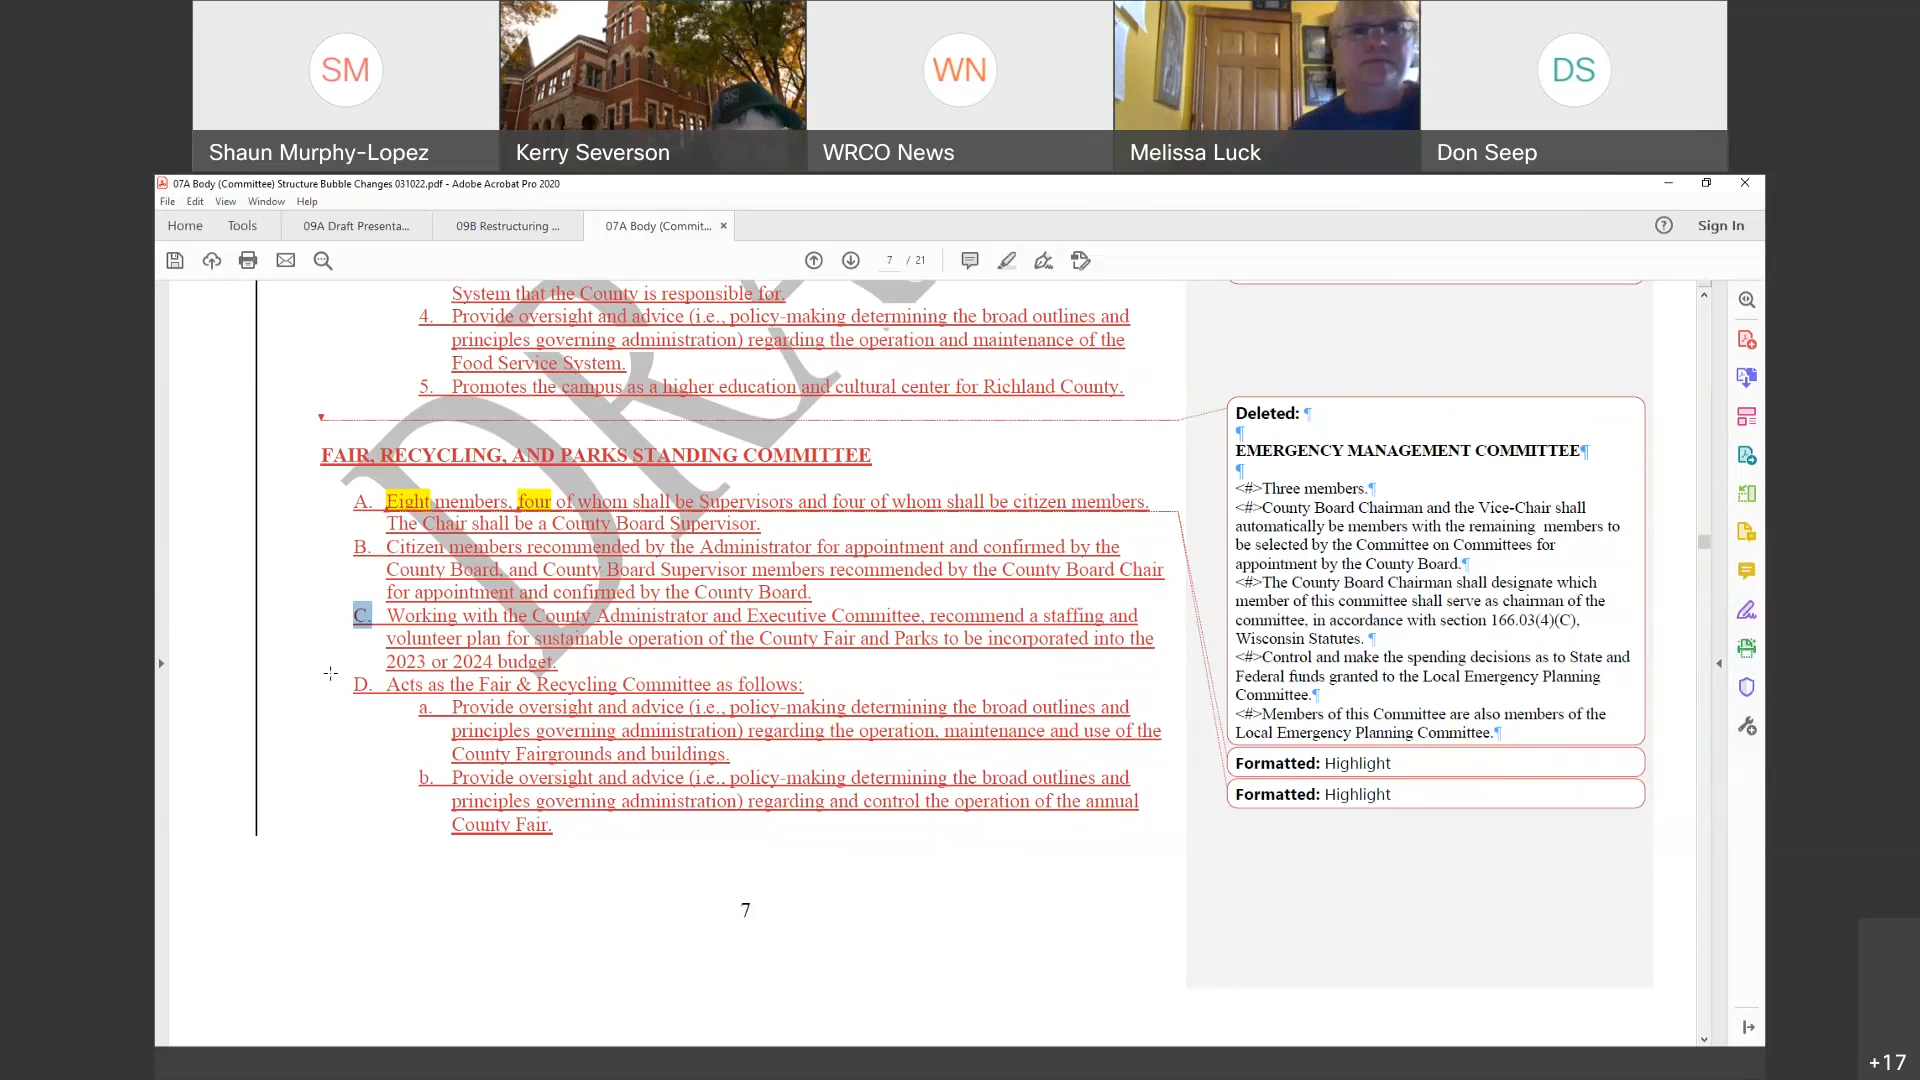 SM
WN
DS
Shaun Murphy-Lopez
Kerry Severson
WRCO News
Melissa Luck
Don Seep
07A Body (Committee) Structure Bubble Changes 031022.pdf - Adobe Acrobat Pro 2020
File Edit View Window Help
Home Tools 09A Draft Presenta... 09B Restructuring ... 07A Body (Commit... × Sign In
7 / 21
System that the County is responsible for.
4. Provide oversight and advice (i.e., policy-making determining the broad outlines and
principles governing administration) regarding the operation and maintenance of the
Food Service System.
5. Promotes the campus as a higher education and cultural center for Richland County.
FAIR, RECYCLING, AND PARKS STANDING COMMITTEE
A. Eight members, four of whom shall be Supervisors and four of whom shall be citizen members.
The Chair shall be a County Board Supervisor.
B. Citizen members recommended by the Administrator for appointment and confirmed by the
County Board, and County Board Supervisor members recommended by the County Board Chair
for appointment and confirmed by the County Board.
C. Working with the County Administrator and Executive Committee, recommend a staffing and
volunteer plan for sustainable operation of the County Fair and Parks to be incorporated into the
2023 or 2024 budget.
D. Acts as the Fair & Recycling Committee as follows:
a. Provide oversight and advice (i.e., policy-making determining the broad outlines and
principles governing administration) regarding the operation, maintenance and use of the
County Fairgrounds and buildings.
b. Provide oversight and advice (i.e., policy-making determining the broad outlines and
principles governing administration) regarding and control the operation of the annual
County Fair.
7
Deleted: ¶
¶
EMERGENCY MANAGEMENT COMMITTEE¶
¶
<#>Three members.¶
<#>County Board Chairman and the Vice-Chair shall
automatically be members with the remaining members to
be selected by the Committee on Committees for
appointment by the County Board.¶
<#>The County Board Chairman shall designate which
member of this committee shall serve as chairman of the
committee, in accordance with section 166.03(4)(C),
Wisconsin Statutes. ¶
<#>Control and make the spending decisions as to State and
Federal funds granted to the Local Emergency Planning
Committee.¶
<#>Members of this Committee are also members of the
Local Emergency Planning Committee.¶
Formatted: Highlight
Formatted: Highlight
DRA
+17